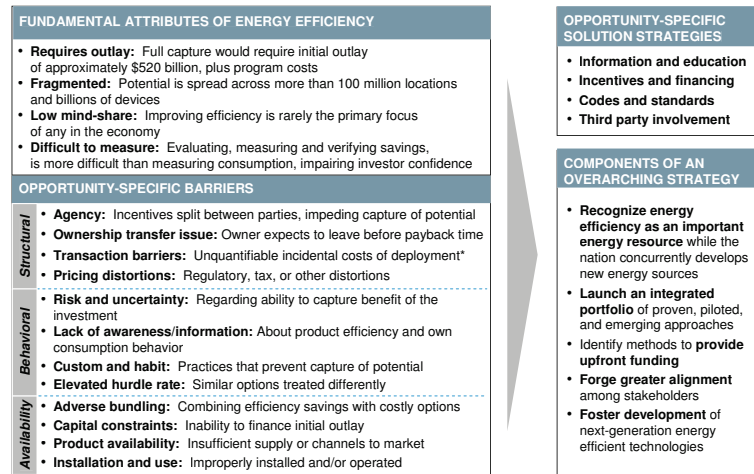 FUNDAMENTAL ATTRIBUTES OF ENERGY EFFICIENCY
• Requires outlay: Full capture would require initial outlay
of approximately $520 billion, plus program costs
• Fragmented: Potential is spread across more than 100 million locations
and billions of devices
• Low mind-share: Improving efficiency is rarely the primary focus
of any in the economy
• Difficult to measure: Evaluating, measuring and verifying savings,
is more difficult than measuring consumption, impairing investor confidence
OPPORTUNITY-SPECIFIC BARRIERS
Structural
• Agency: Incentives split between parties, impeding capture of potential
• Ownership transfer issue: Owner expects to leave before payback time
• Transaction barriers: Unquantifiable incidental costs of deployment*
• Pricing distortions: Regulatory, tax, or other distortions
Behavioral
• Risk and uncertainty: Regarding ability to capture benefit of the
investment
• Lack of awareness/information: About product efficiency and own
consumption behavior
• Custom and habit: Practices that prevent capture of potential
• Elevated hurdle rate: Similar options treated differently
Availability
• Adverse bundling: Combining efficiency savings with costly options
• Capital constraints: Inability to finance initial outlay
• Product availability: Insufficient supply or channels to market
• Installation and use: Improperly installed and/or operated
OPPORTUNITY-SPECIFIC
SOLUTION STRATEGIES
• Information and education
• Incentives and financing
• Codes and standards
• Third party involvement
COMPONENTS OF AN
OVERARCHING STRATEGY
• Recognize energy
efficiency as an important
energy resource while the
nation concurrently develops
new energy sources
• Launch an integrated
portfolio of proven, piloted,
and emerging approaches
• Identify methods to provide
upfront funding
• Forge greater alignment
among stakeholders
• Foster development of
next-generation energy
efficient technologies